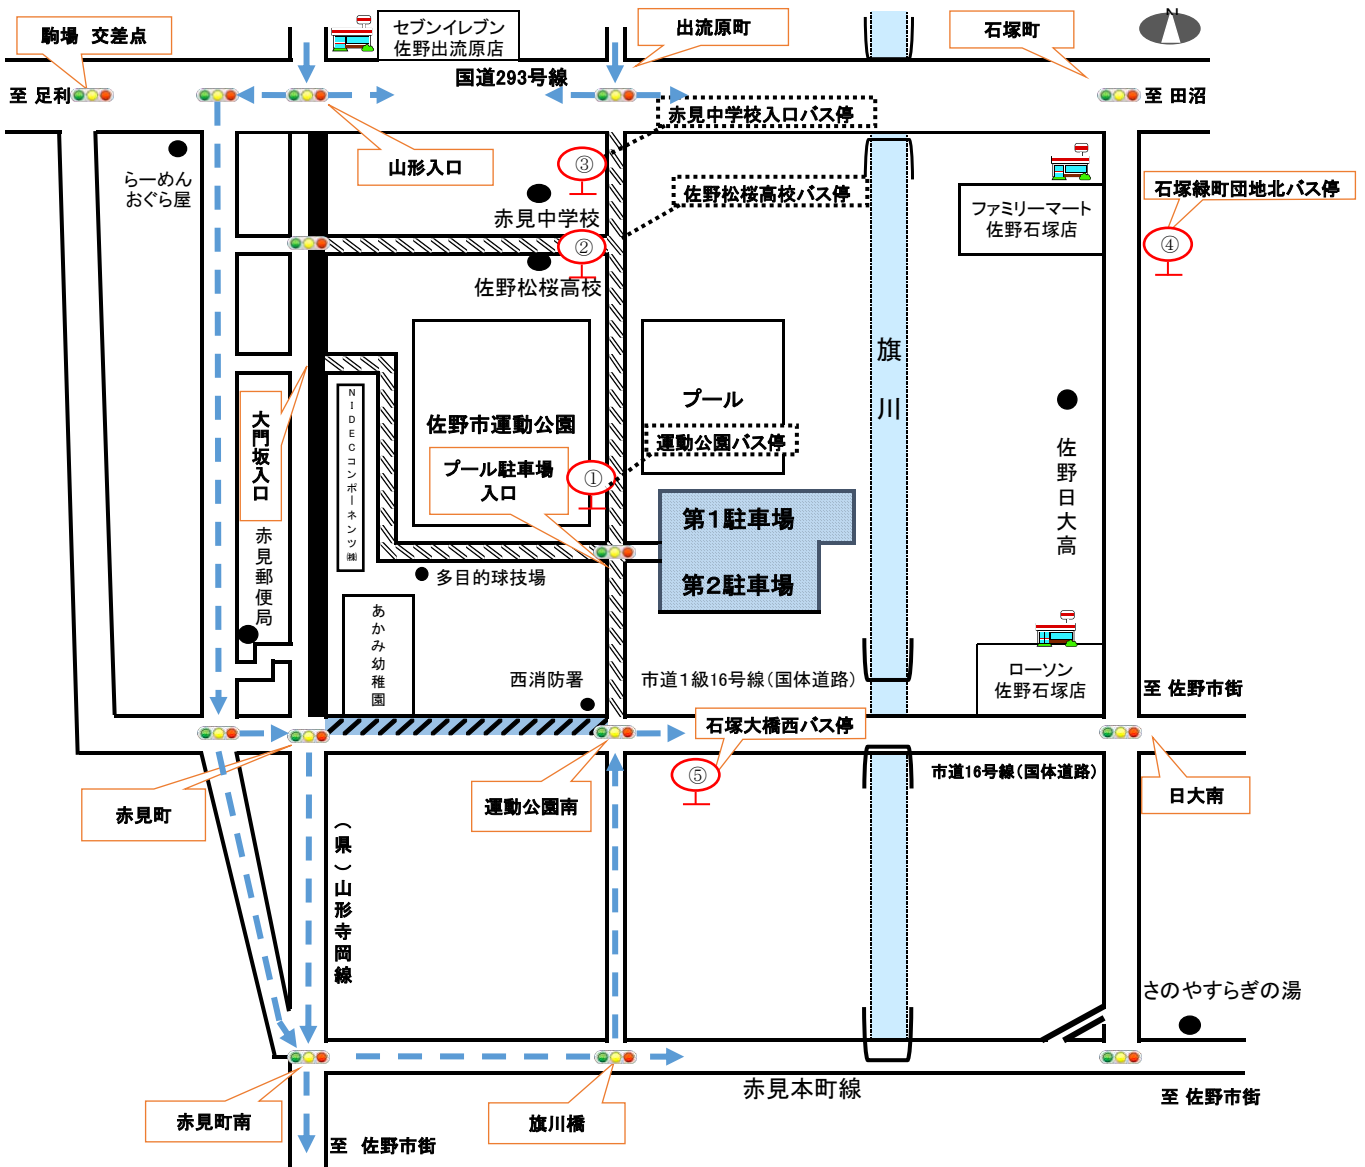 駒場 交差点
セブンイレブン
佐野出流原店
出流原町
石塚町
N
国道293号線
至 足利
至 田沼
赤見中学校入口バス停
山形入口
③
らーめん
おぐら屋
赤見中学校
佐野松桜高校バス停
石塚緑町団地北バス停
ファミリーマート
佐野石塚店
②
④
佐野松桜高校
旗川
プール
NIDECコンポーネンツ㈱
大門坂入口
佐野市運動公園
運動公園バス停
プール駐車場
入口
①
佐野日大高
第1駐車場
赤見郵便局
多目的球技場
第2駐車場
あかみ幼稚園
西消防署
市道1級16号線(国体道路)
ローソン
佐野石塚店
至 佐野市街
石塚大橋西バス停
⑤
市道16号線(国体道路)
赤見町
運動公園南
日大南
(県)山形寺岡線
さのやすらぎの湯
赤見本町線
至 佐野市街
赤見町南
旗川橋
至 佐野市街